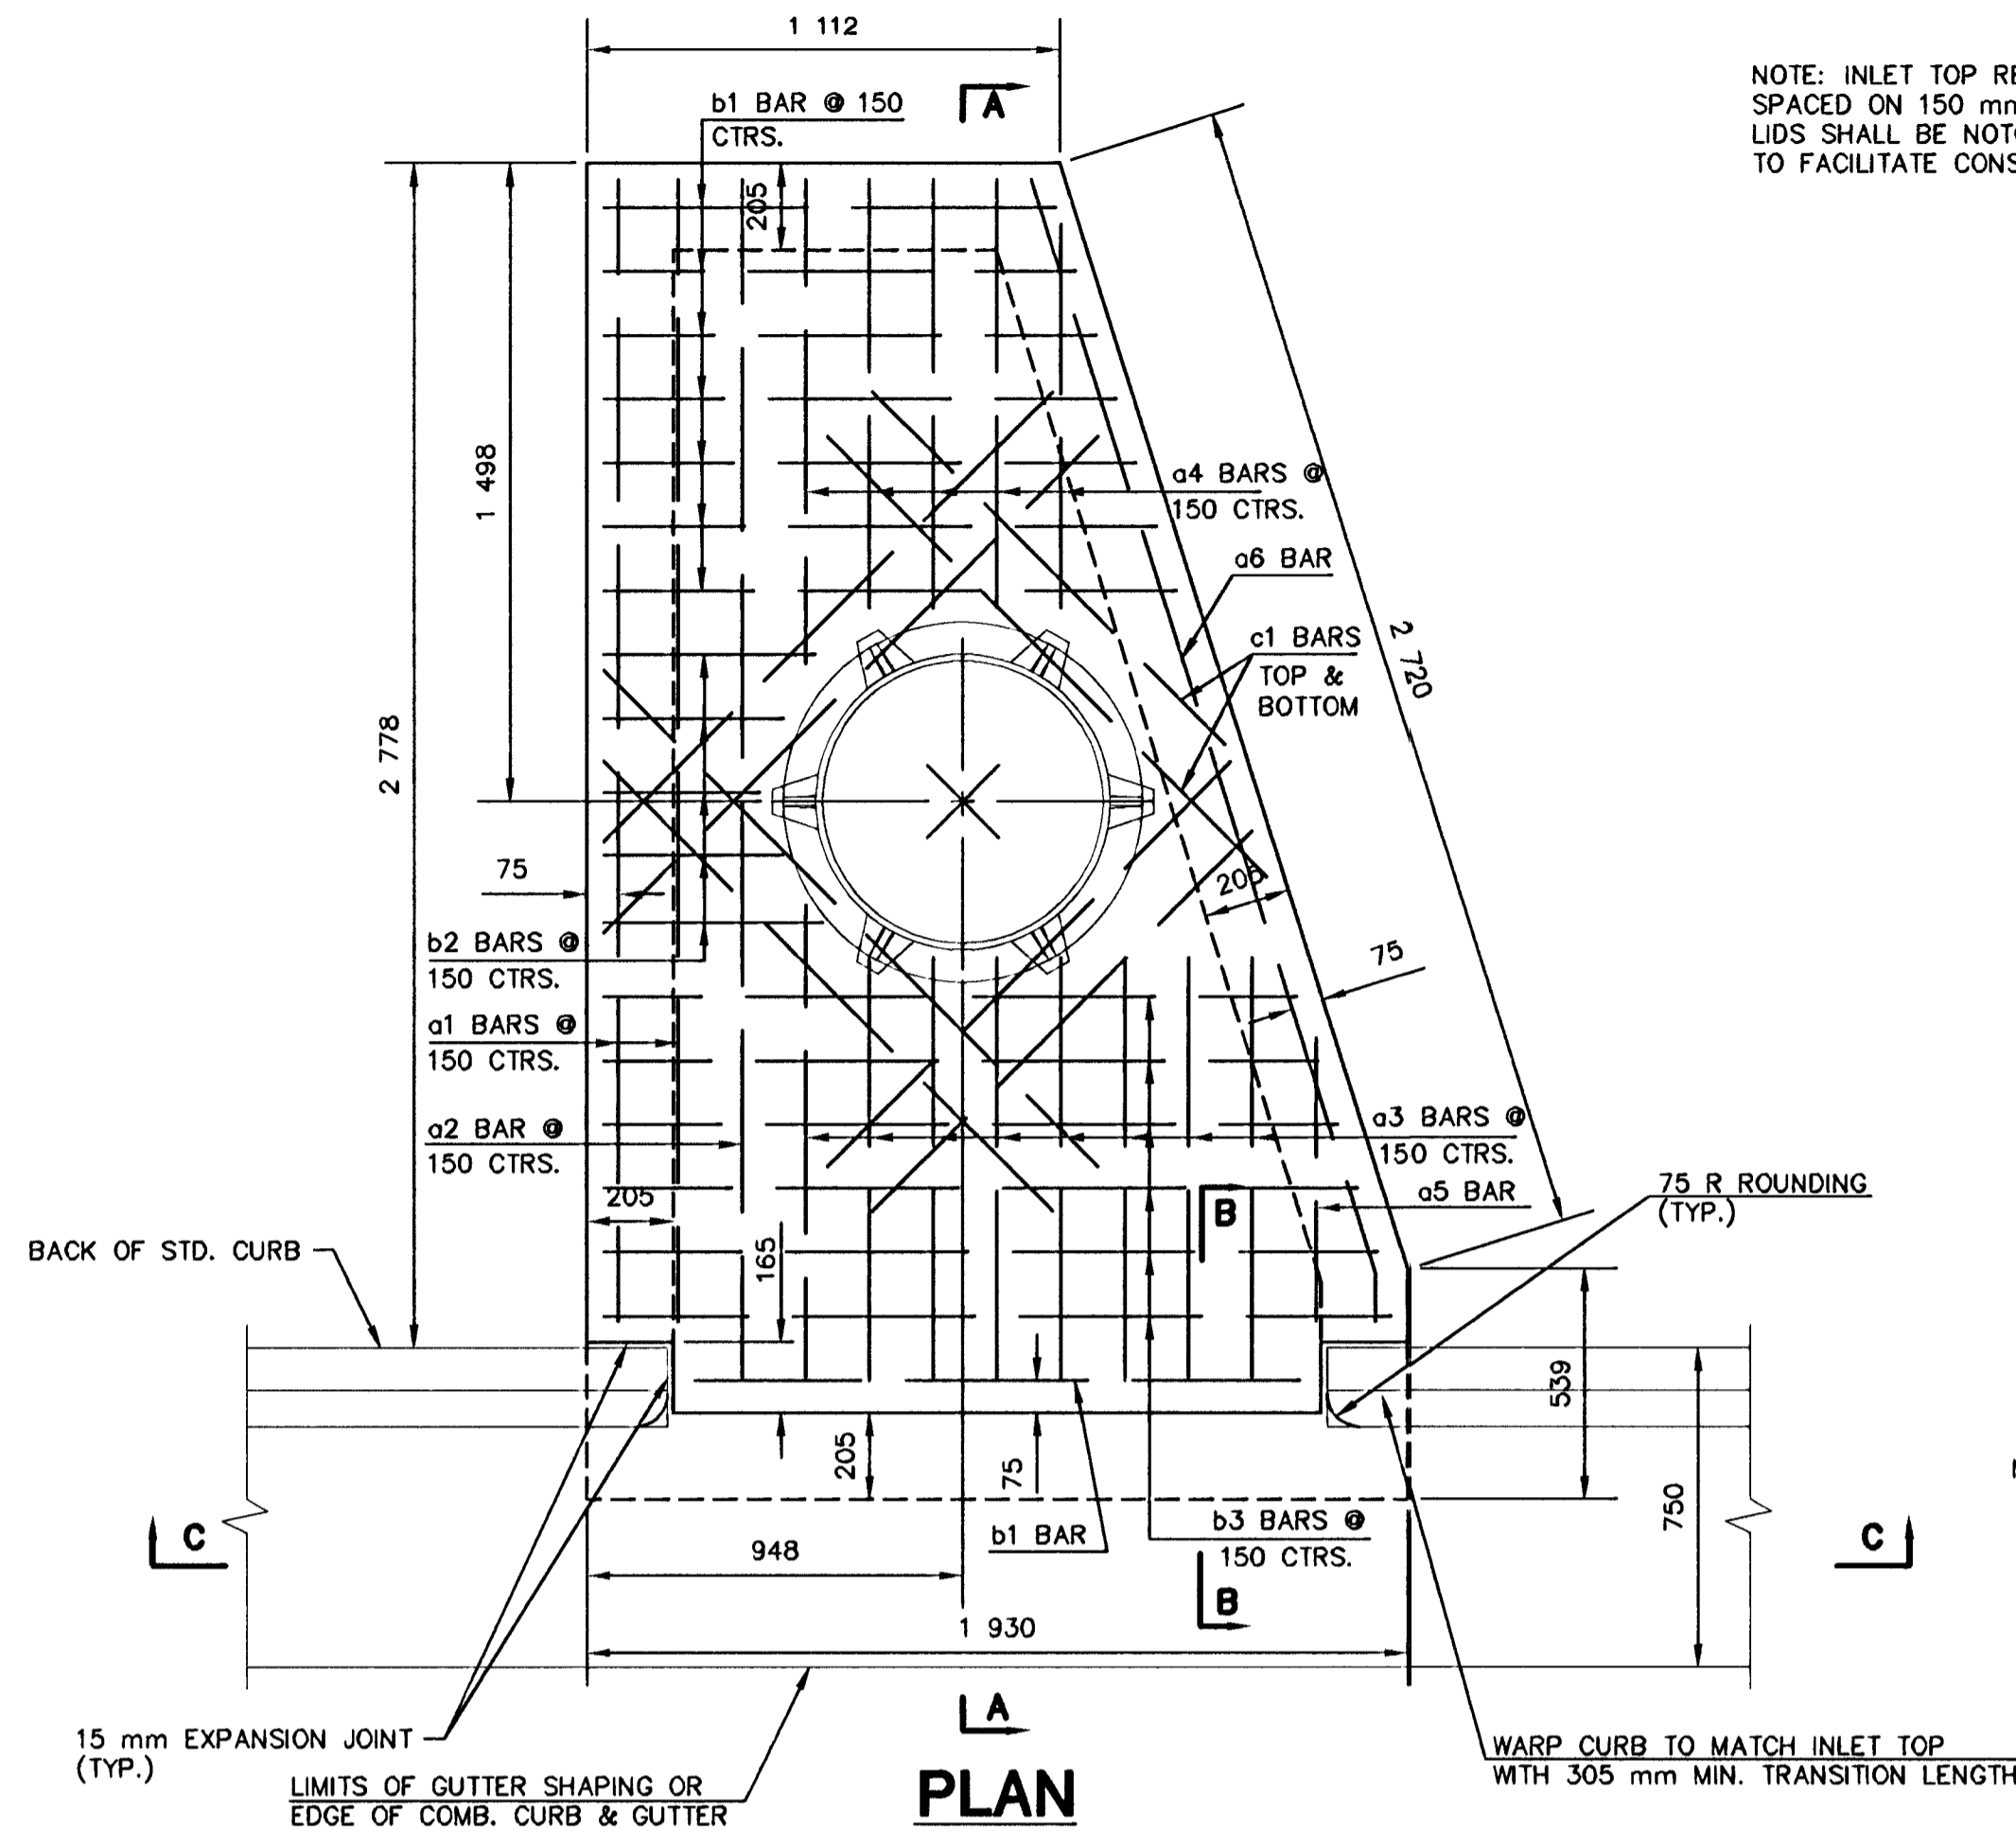 1 112
b1 BAR @ 150
CTRS.
A
NOTE: INLET TOP RE
SPACED ON 150 mm
LIDS SHALL BE NOT
TO FACILITATE CONS
205
1 498
2 778
a4 BARS @
150 CTRS.
a6 BAR
c1 BARS
TOP &
BOTTOM
2 720
75
205
75
b2 BARS @
150 CTRS.
a1 BARS @
150 CTRS.
a2 BAR @
150 CTRS.
a3 BARS @
150 CTRS.
a5 BAR
75 R ROUNDING
(TYP.)
205
B
BACK OF STD. CURB
165
539
750
205
75
b1 BAR
b3 BARS @
150 CTRS.
C
C
948
B
1 930
A
15 mm EXPANSION JOINT
(TYP.)
LIMITS OF GUTTER SHAPING OR
EDGE OF COMB. CURB & GUTTER
PLAN
WARP CURB TO MATCH INLET TOP
WITH 305 mm MIN. TRANSITION LENGTH